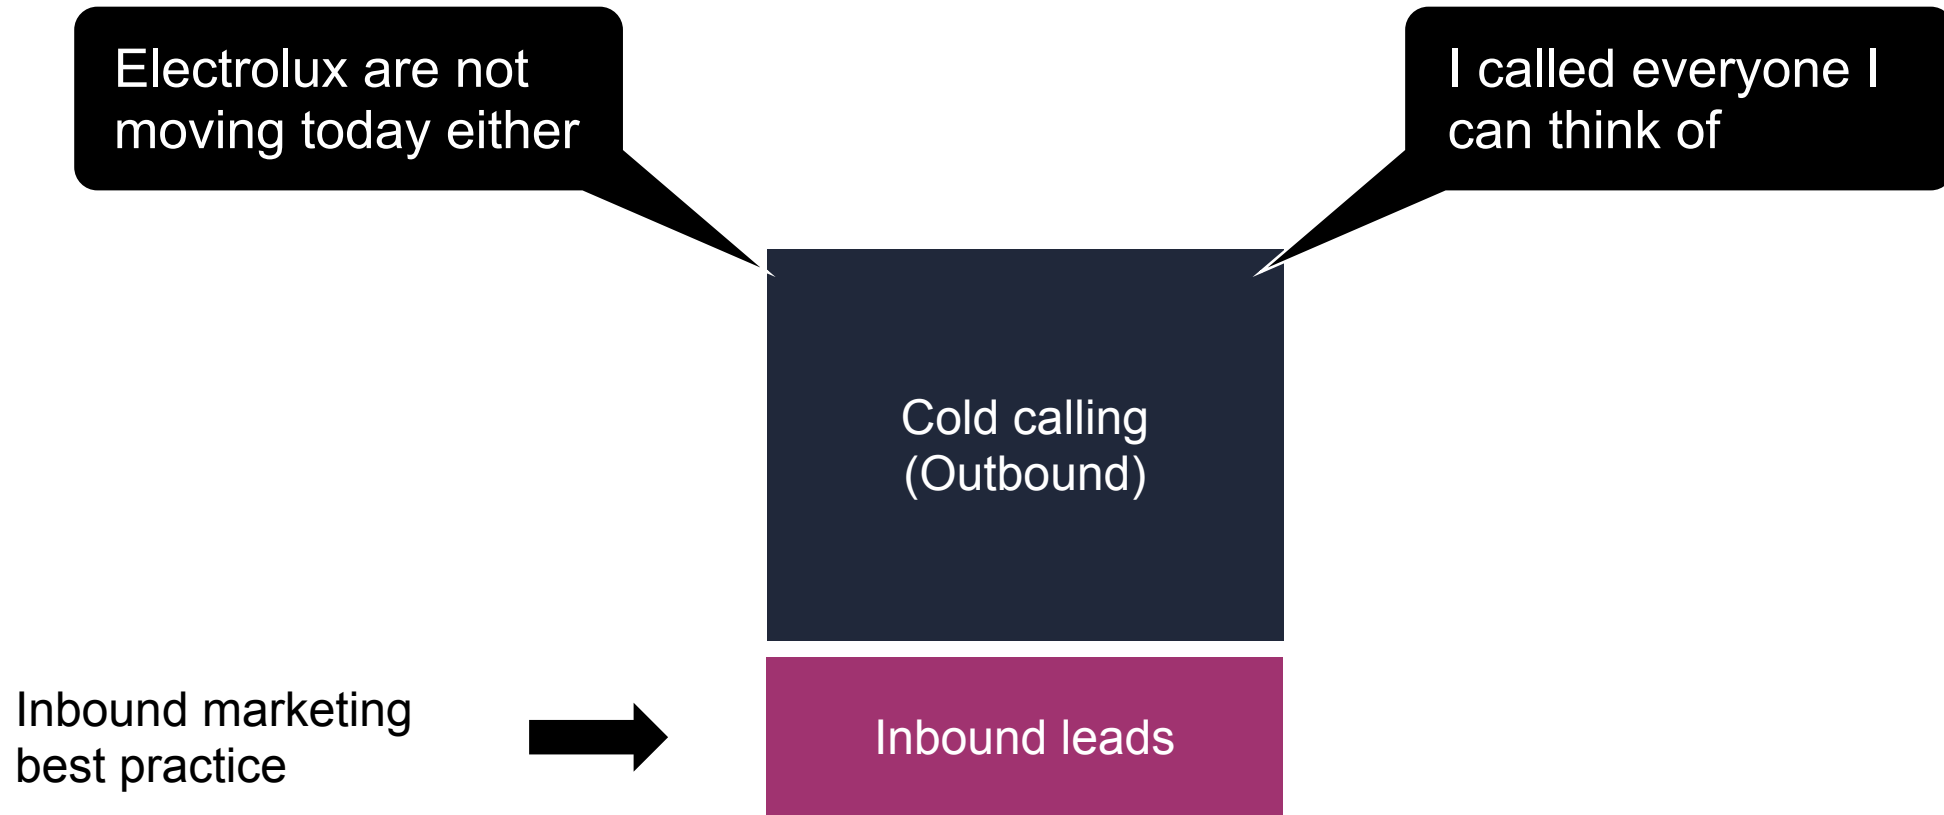 Electrolux are not
moving today either
I called everyone I
can think of
Cold calling
(Outbound)
Inbound marketing
best practice
Inbound leads